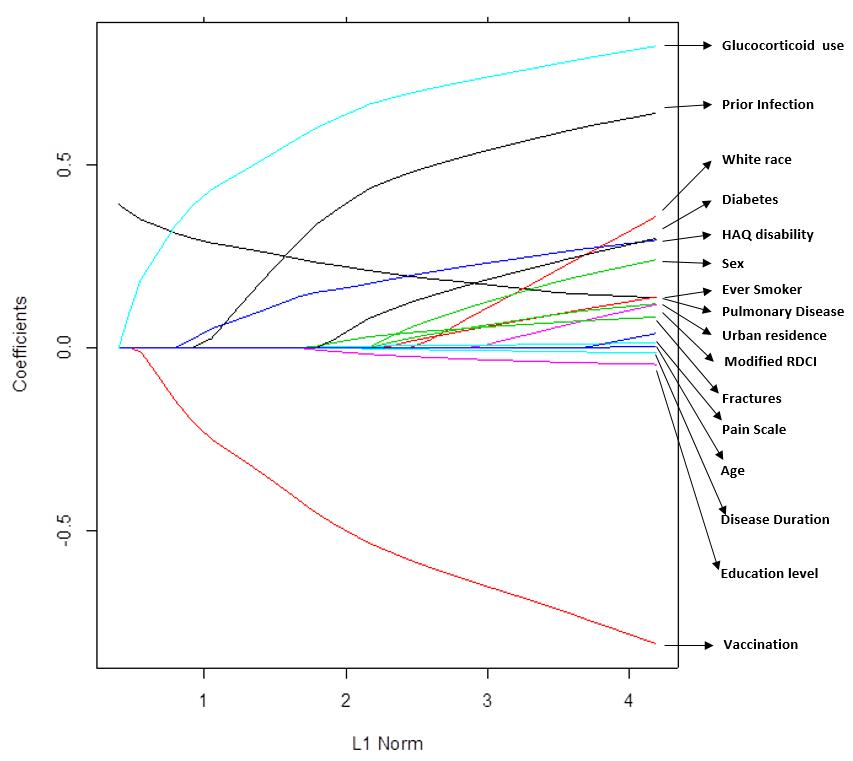 Glucocorticoid use
Prior Infection
White race
Diabetes
HAQ disability
Sex
Ever Smoker
Pulmonary Disease
Urban residence
Modified RDCI
Fractures
Pain Scale
Age
Disease Duration
Education level
Vaccination
0.5
0.0
-0.5
Coefficients
1 2 3 4
L1 Norm